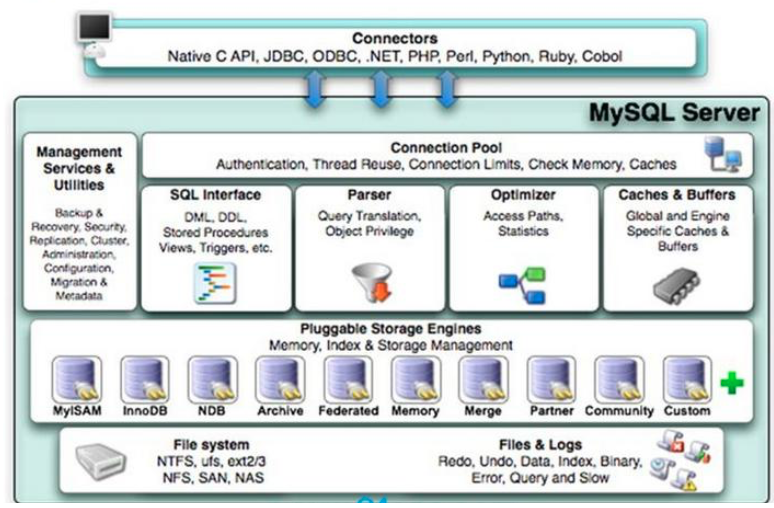 Connectors
Native C API, JDBC, ODBC, .NET, PHP, Perl, Python, Ruby, Cobol
MySQL Server
Management
Services &
Utilities
Backup &
Recovery, Security,
Replication, Cluster,
Administration,
Configuration,
Migration &
Metadata
Connection Pool
Authentication, Thread Reuse, Connection Limits, Check Memory, Caches
SQL Interface
DML, DDL,
Stored Procedures
Views, Triggers, etc.
Parser
Query Translation,
Object Privilege
Optimizer
Access Paths,
Statistics
Caches & Buffers
Global and Engine
Specific Caches &
Buffers
Pluggable Storage Engines
Memory, Index & Storage Management
MyISAM InnoDB NDB Archive Federated Memory Merge Partner Community Custom
File system
NTFS, ufs, ext2/3
NFS, SAN, NAS
Files & Logs
Redo, Undo, Data, Index, Binary,
Error, Query and Slow